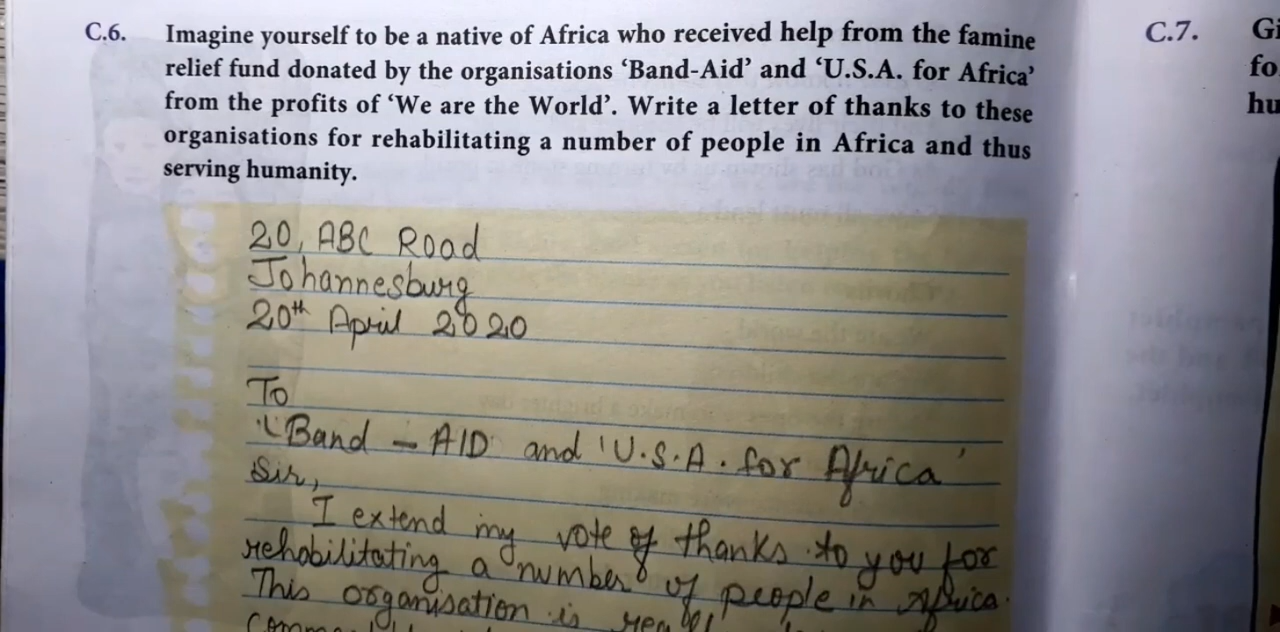 C.6. Imagine yourself to be a native of Africa who received help from the famine
relief fund donated by the organisations ‘Band-Aid’ and ‘U.S.A. for Africa’
from the profits of ‘We are the World’. Write a letter of thanks to these
organisations for rehabilitating a number of people in Africa and thus
serving humanity.
20, ABC Road
Johannesburg
20th April 2020
To
‘Band - AID and 'U.S.A. for Africa'
Sir,
I extend my vote of thanks to you for
rehabilitating a number of people in Africa.
This organisation is
C.7.
fo
hu